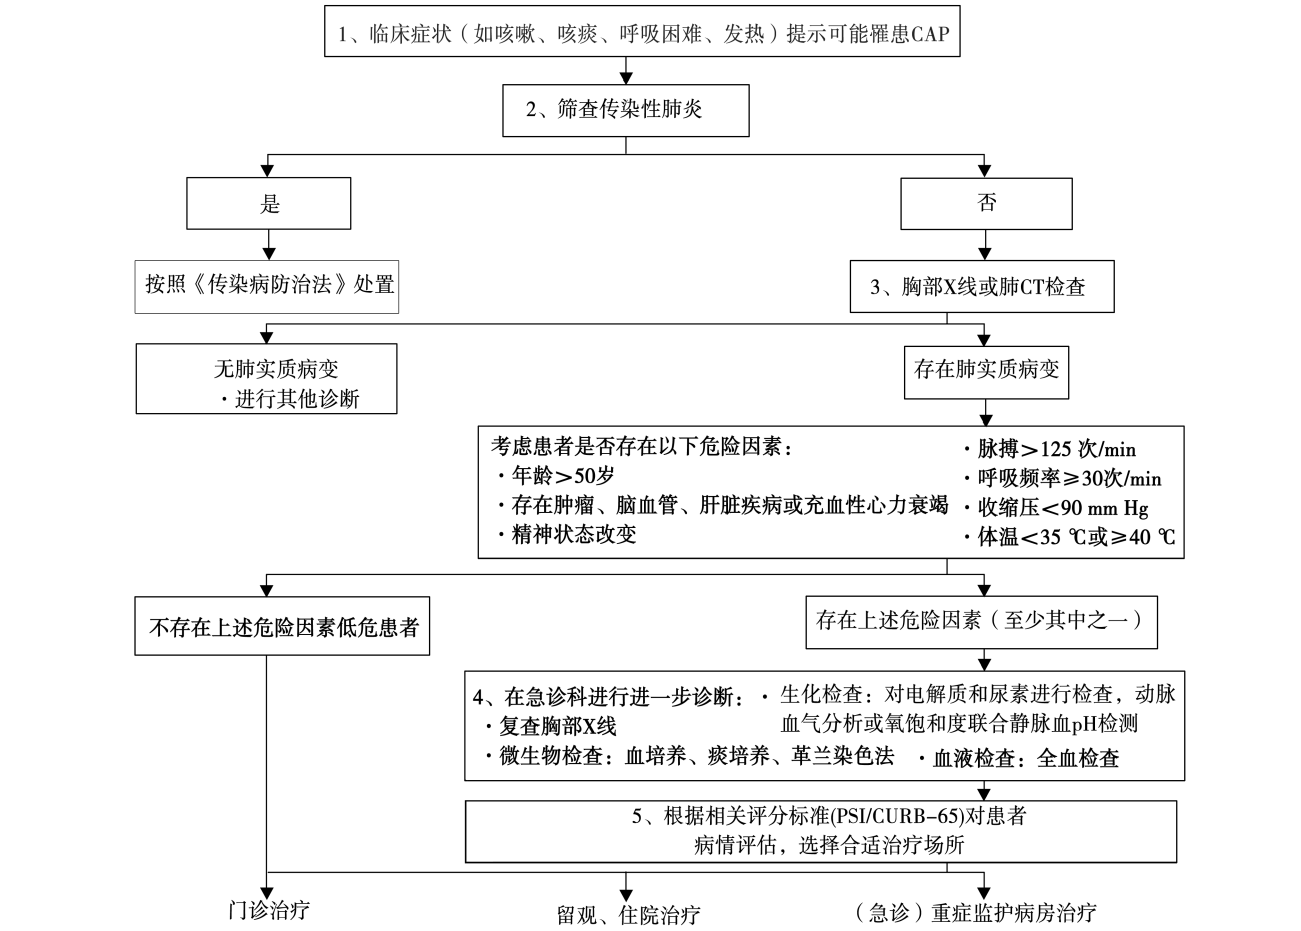 1、临床症状（如咳嗽、咳痰、呼吸困难、发热）提示可能罹患CAP
2、筛查传染性肺炎
是
否
按照《传染病防治法》处置
3、胸部X线或肺CT检查
无肺实质病变
·进行其他诊断
存在肺实质病变
考虑患者是否存在以下危险因素：
·年龄>50岁
·存在肿瘤、脑血管、肝脏疾病或充血性心力衰竭
·精神状态改变
·脉搏>125 次/min
·呼吸频率≥30次/min
·收缩压<90 mm Hg
·体温<35 ℃或≥40 ℃
不存在上述危险因素低危患者
存在上述危险因素（至少其中之一）
4、在急诊科进行进一步诊断：
·复查胸部X线
·微生物检查：血培养、痰培养、革兰染色法
·生化检查：对电解质和尿素进行检查，动脉
血气分析或氧饱和度联合静脉血pH检测
·血液检查：全血检查
5、根据相关评分标准(PSI/CURB-65)对患者
病情评估，选择合适治疗场所
门诊治疗
留观、住院治疗
（急诊）重症监护病房治疗